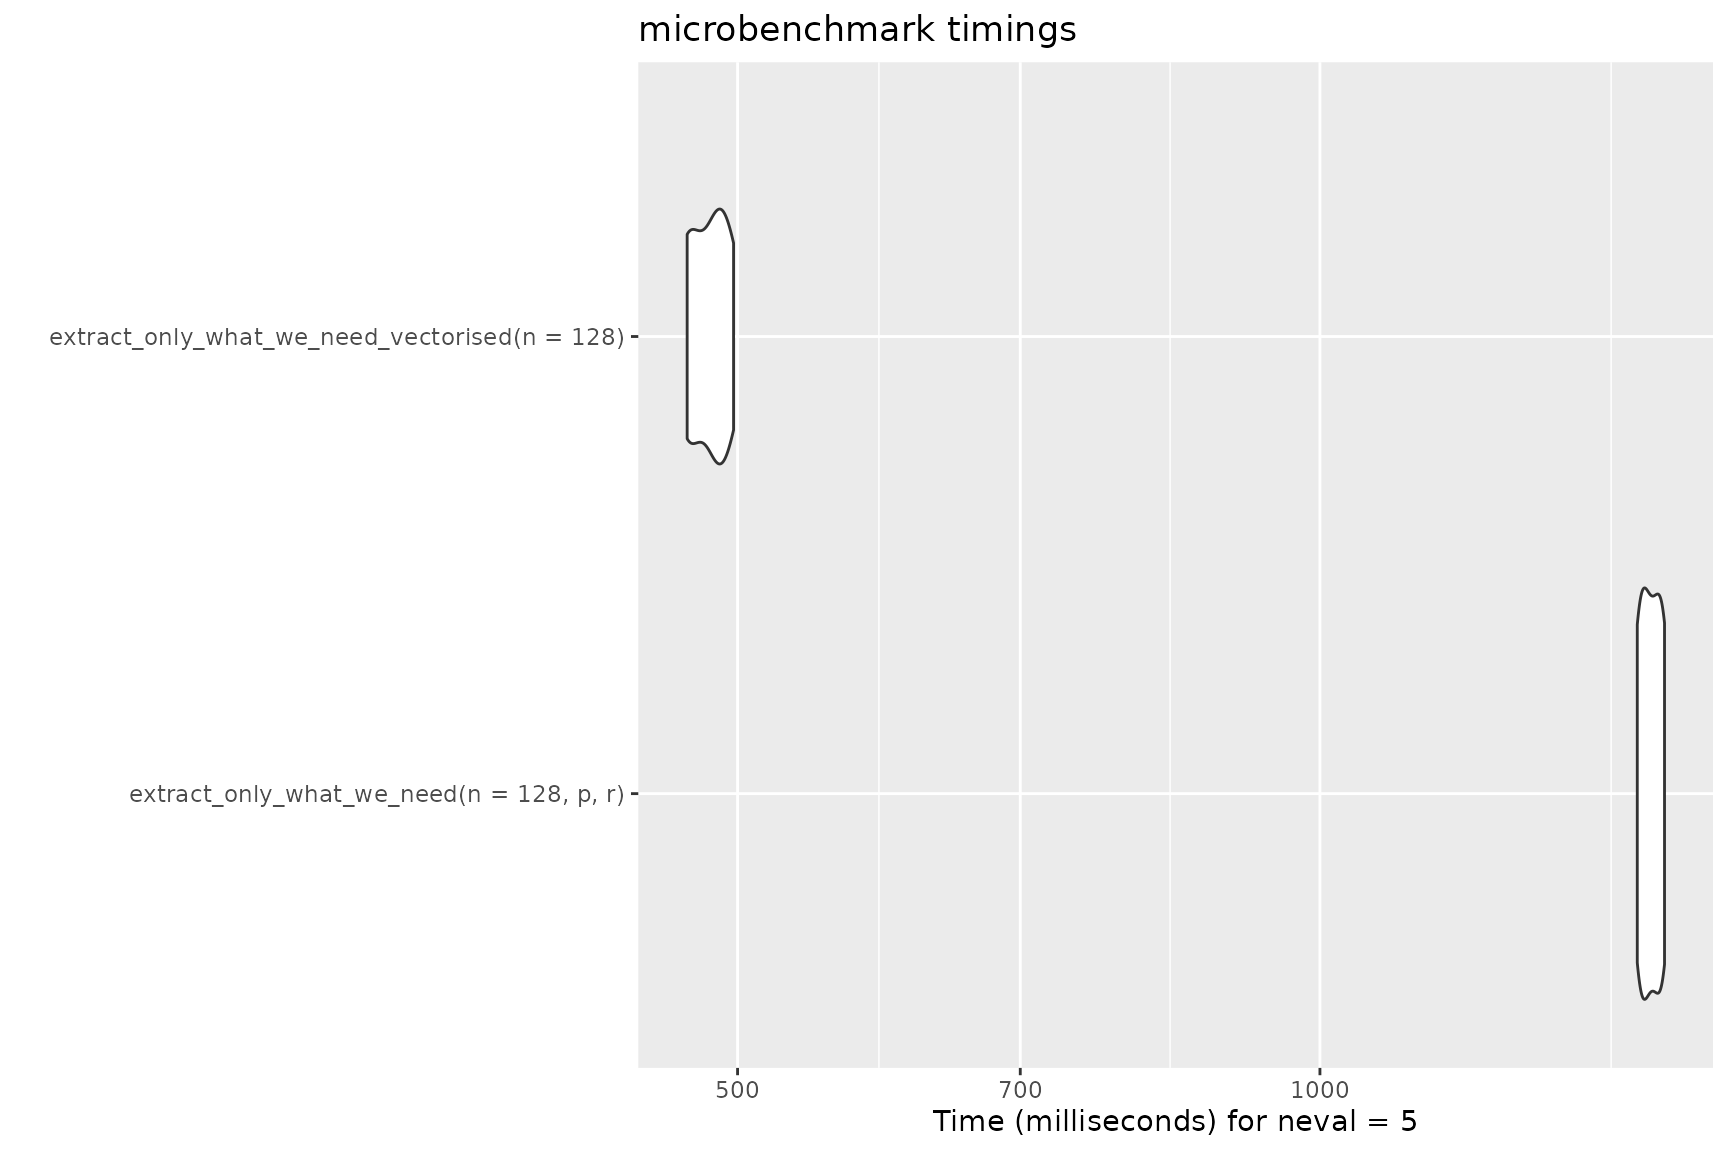 microbenchmark timings
extract_only_what_we_need_vectorised(n = 128)
extract_only_what_we_need(n = 128, p, r)
500 700 1000
Time (milliseconds) for neval = 5